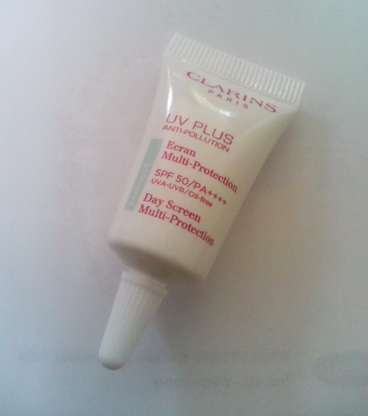 CLARINS
PARIS
UV PLUS
ANTI-POLLUTION
Ecran
Multi-Protection
SPF 50/PA++++
UVA-UVB/Oil-free
Day Screen
Multi-Protection